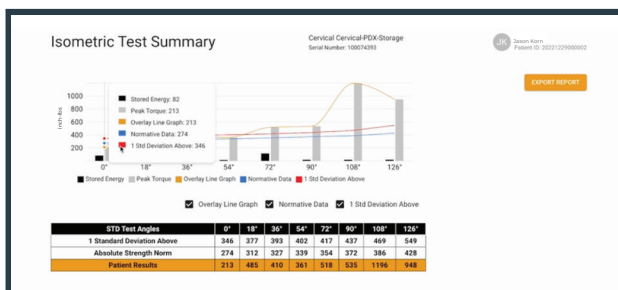 Isometric Test Summary
Cervical Cervical-PDX-Storage
Serial Number: 100074393
JK
Jason Korn
Patient ID: 20221229000002
EXPORT REPORT
Inch-lbs
1000
800
600
400
200
Stored Energy: 82
Peak Torque: 213
Overlay Line Graph: 213
Normative Data: 274
1 Std Deviation Above: 346
0° 18° 36° 54° 72° 90° 108° 126°
Stored Energy Peak Torque Overlay Line Graph Normative Data 1 Std Deviation Above
Overlay Line Graph Normative Data 1 Std Deviation Above
STD Test Angles 0° 18° 36° 54° 72° 90° 108° 126°
1 Standard Deviation Above 346 377 393 402 417 437 469 549
Absolute Strength Norm 274 312 327 339 354 372 386 428
Patient Results 213 485 410 361 518 535 1196 948